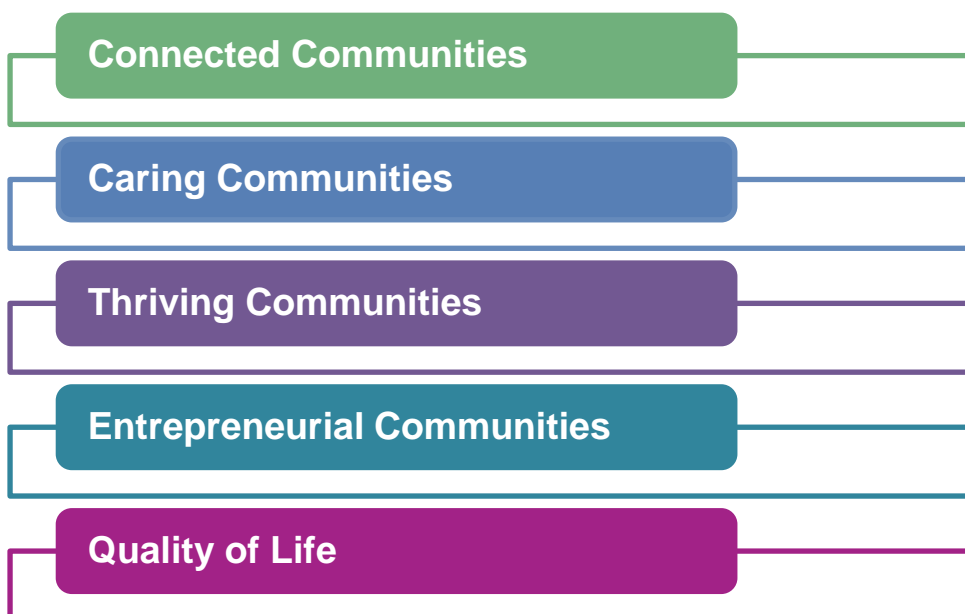 Connected Communities
Caring Communities
Thriving Communities
Entrepreneurial Communities
Quality of Life